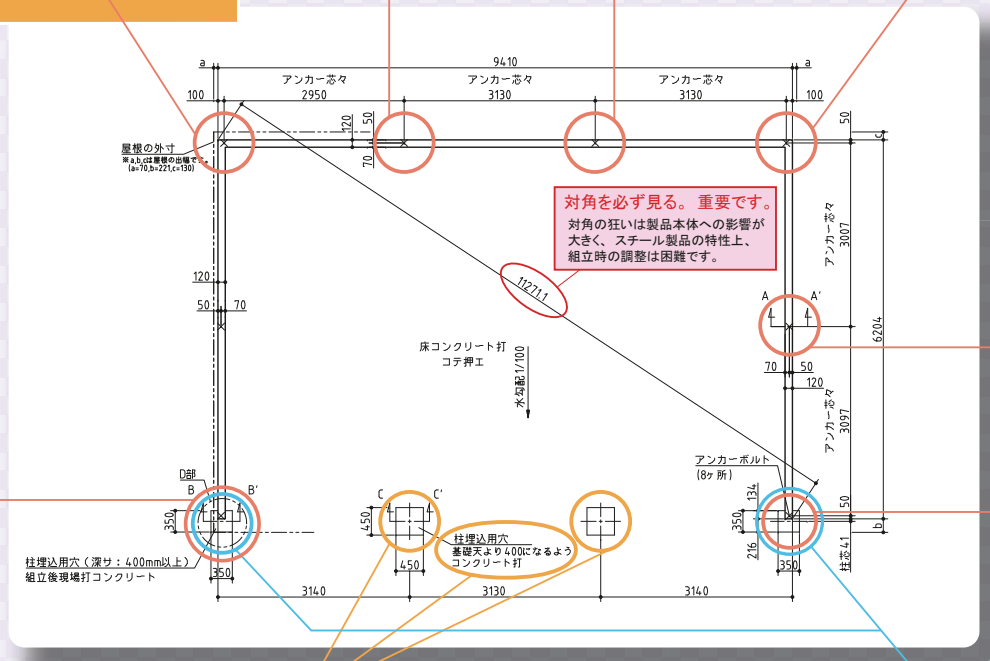 a
9410
a
アンカー芯々
アンカー芯々
アンカー芯々
100
2950
3130
3130
100
120
50
70
50
c
屋根の外寸
※a,b,cは屋根の出幅です。
(a=70,b=221,c=130)
対角を必ず見る。 重要です。
対角の狂いは製品本体への影響が
大きく、スチール製品の特性上、
組立時の調整は困難です。
アンカー芯々
3007
120
50
70
11271.1
A
A'
6204
床コンクリート打
コテ押エ
水勾配1/100
70
50
120
アンカー芯々
3097
アンカーボルト
(8ヶ所)
D部
B
B'
C
C'
134
50
350
450
350
b
柱埋込用穴
基礎天より400になるよう
コンクリート打
216
柱芯41
柱埋込用穴(深サ:400mm以上)
組立後現場打コンクリート
350
450
350
3140
3130
3140